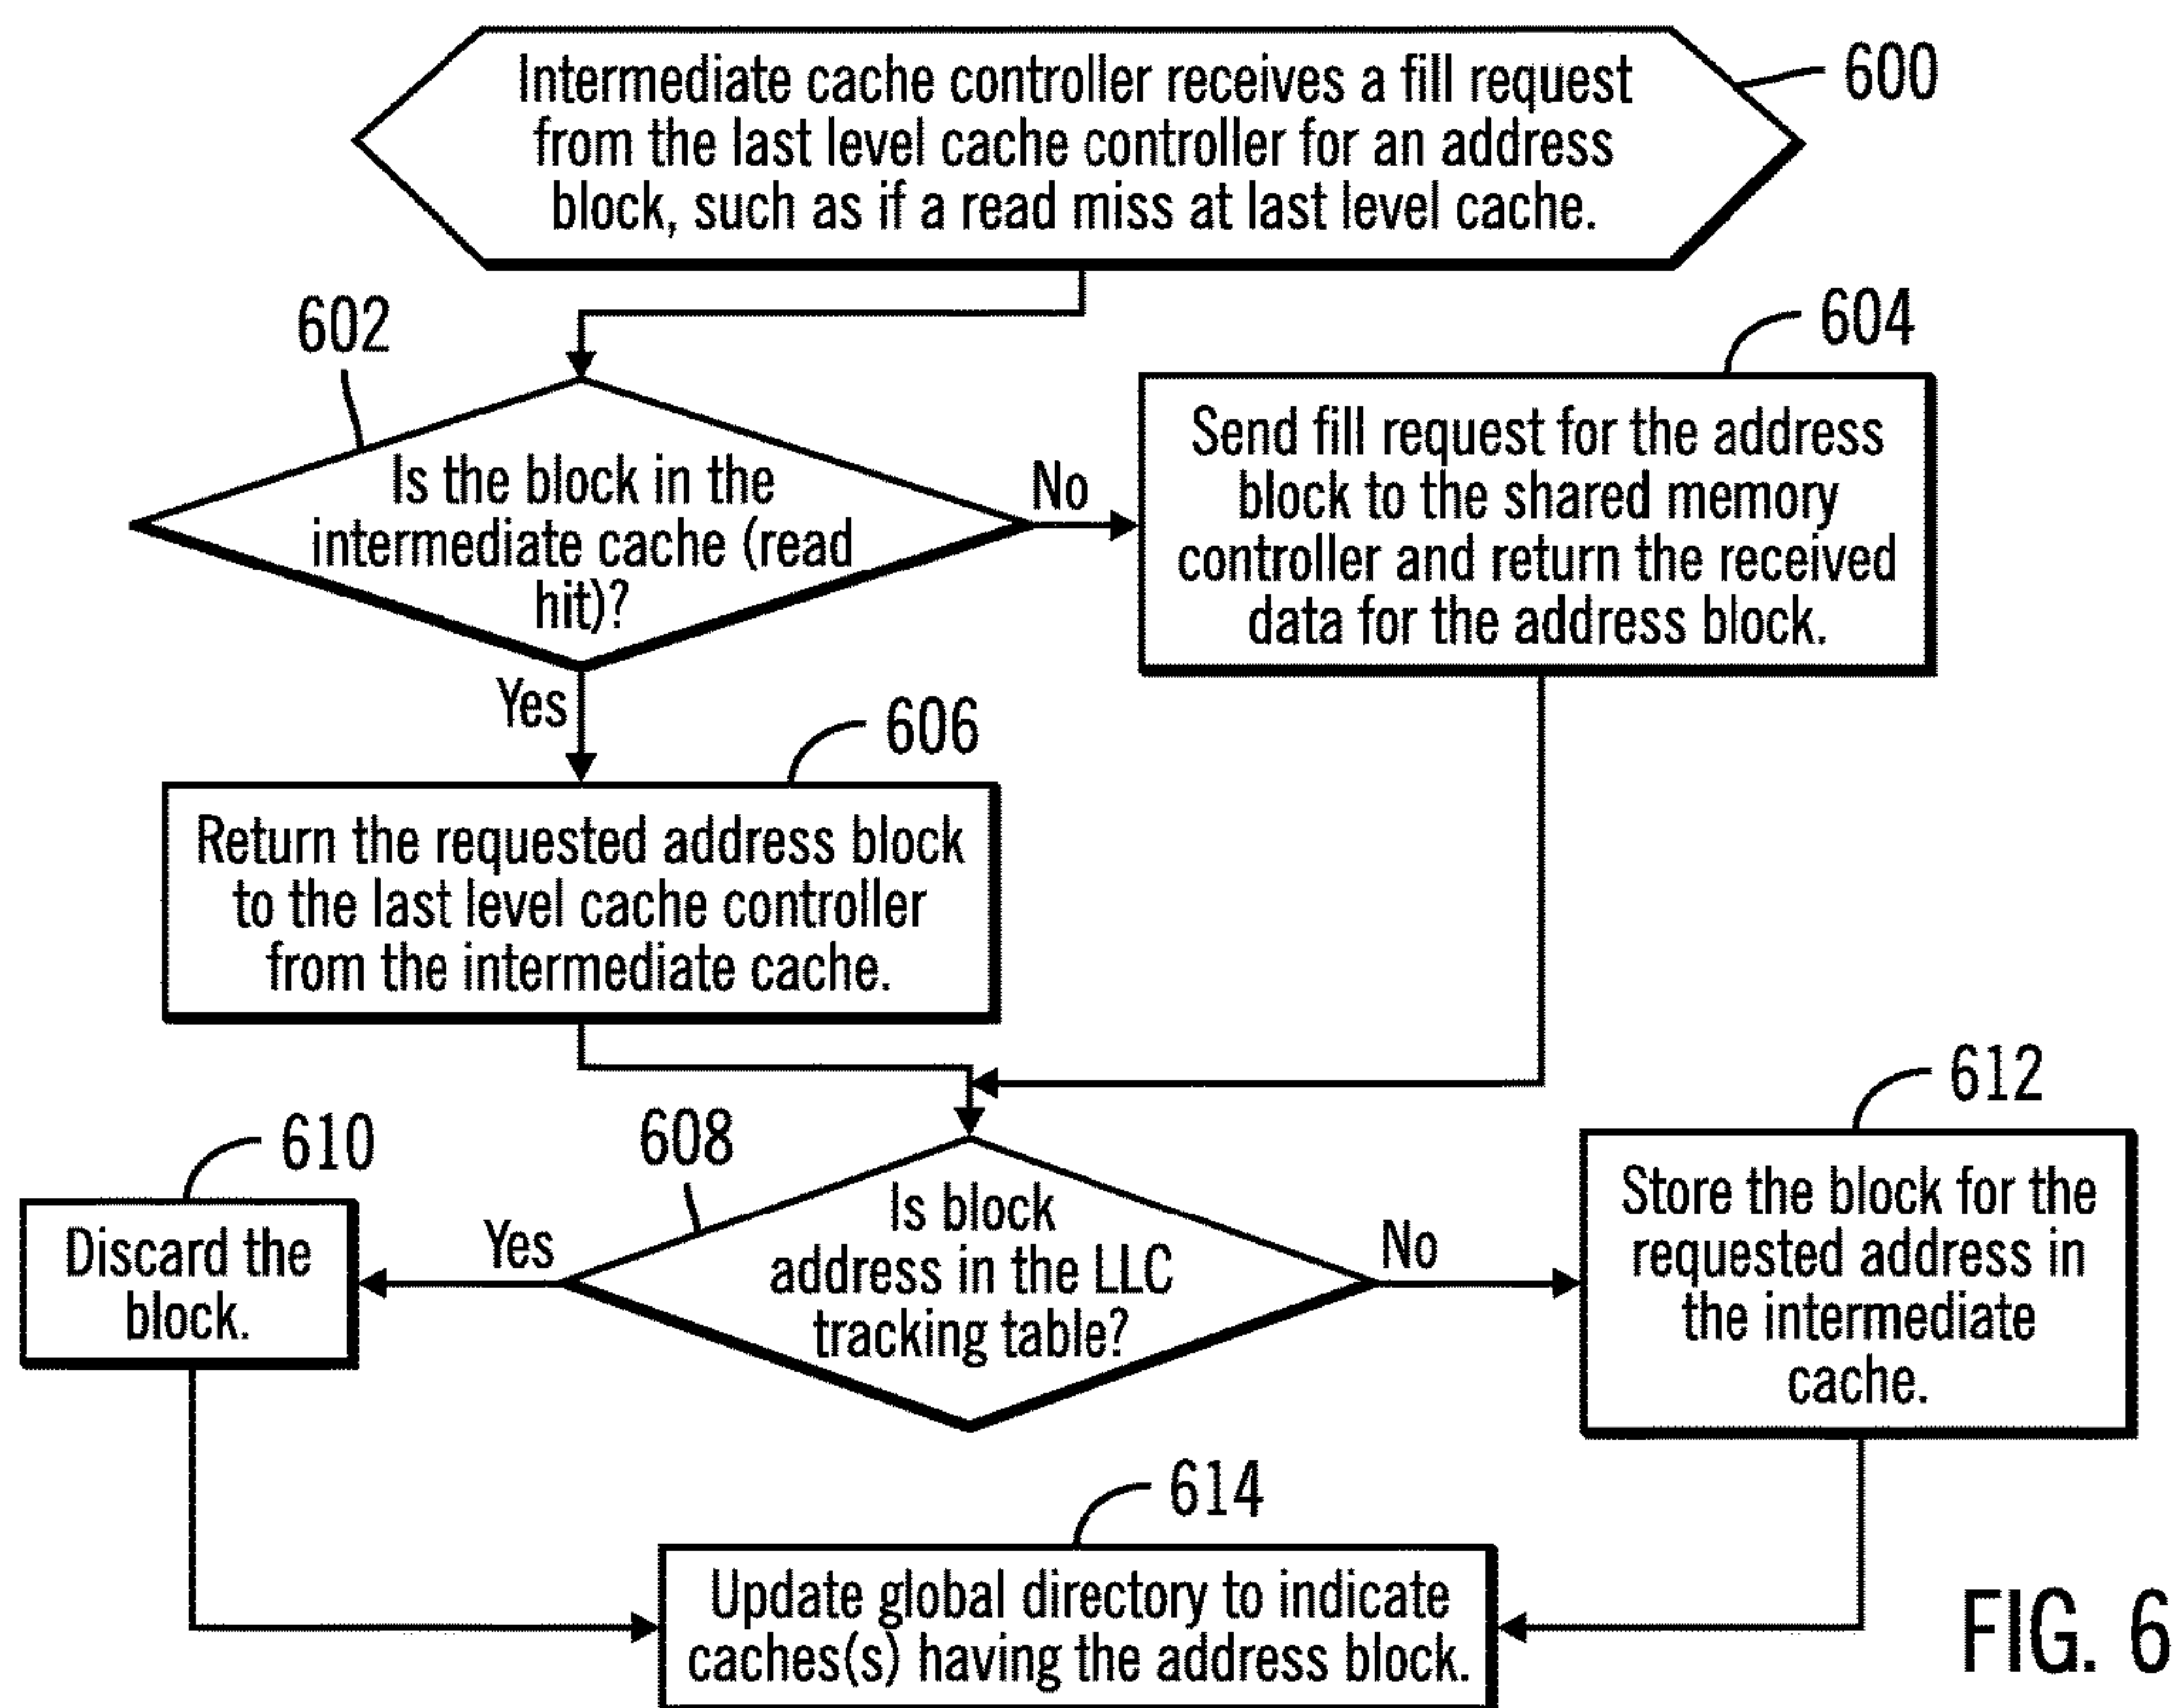 Intermediate cache controller receives a fill request
from the last level cache controller for an address
block, such as if a read miss at last level cache.
600
602
Is the block in the
intermediate cache (read
hit)?
No
Yes
604
Send fill request for the address
block to the shared memory
controller and return the received
data for the address block.
606
Return the requested address block
to the last level cache controller
from the intermediate cache.
608
Is block
address in the LLC
tracking table?
Yes
No
610
Discard the
block.
612
Store the block for the
requested address in
the intermediate
cache.
614
Update global directory to indicate
caches(s) having the address block.
FIG. 6